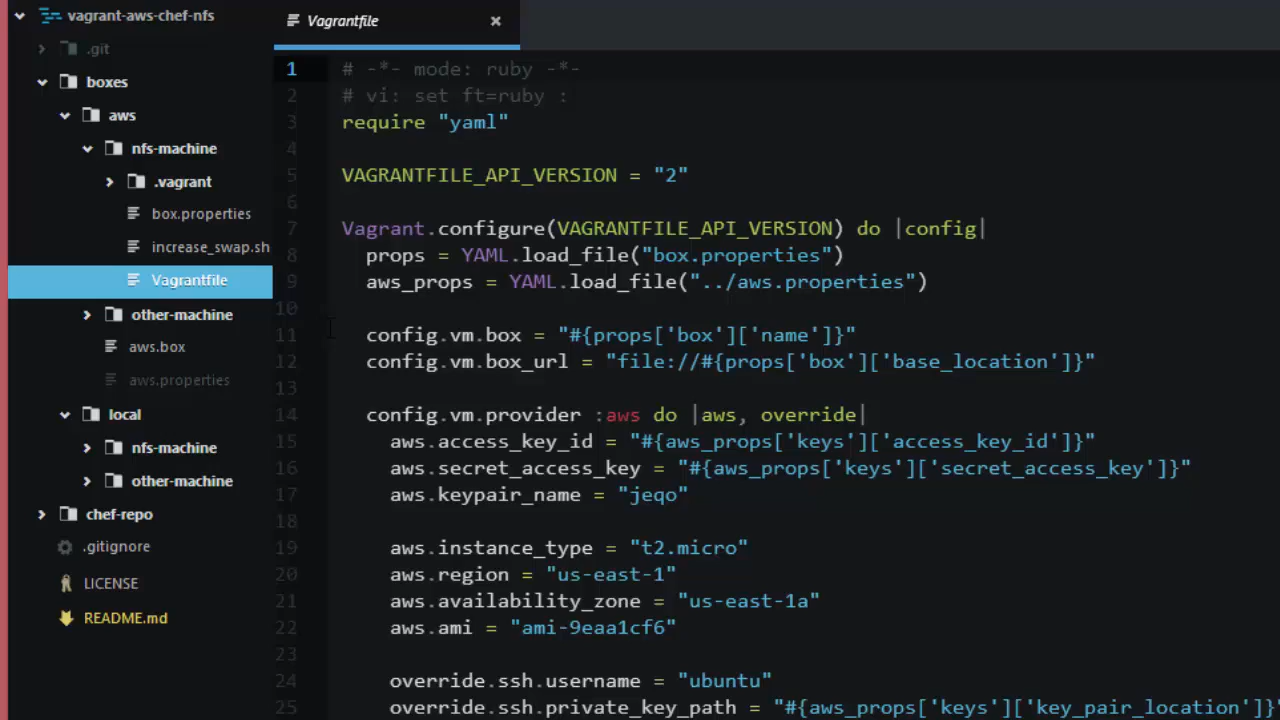 vagrant-aws-chef-nfs
.git
boxes
aws
nfs-machine
.vagrant
box.properties
increase_swap.sh
Vagrantfile
other-machine
aws.box
aws.properties
local
nfs-machine
other-machine
chef-repo
.gitignore
LICENSE
README.md
Vagrantfile ×
1 # -*- mode: ruby -*-
2 # vi: set ft=ruby :
3 require "yaml"
4
5 VAGRANTFILE_API_VERSION = "2"
6
7 Vagrant.configure(VAGRANTFILE_API_VERSION) do |config|
8 props = YAML.load_file("box.properties")
9 aws_props = YAML.load_file("../aws.properties")
10
11 config.vm.box = "#{props['box']['name']}"
12 config.vm.box_url = "file://#{props['box']['base_location']}"
13
14 config.vm.provider :aws do |aws, override|
15 aws.access_key_id = "#{aws_props['keys']['access_key_id']}"
16 aws.secret_access_key = "#{aws_props['keys']['secret_access_key']}"
17 aws.keypair_name = "jeqo"
18
19 aws.instance_type = "t2.micro"
20 aws.region = "us-east-1"
21 aws.availability_zone = "us-east-1a"
22 aws.ami = "ami-9eaa1cf6"
23
24 override.ssh.username = "ubuntu"
25 override.ssh.private_key_path = "#{aws_props['keys']['key_pair_location']}"